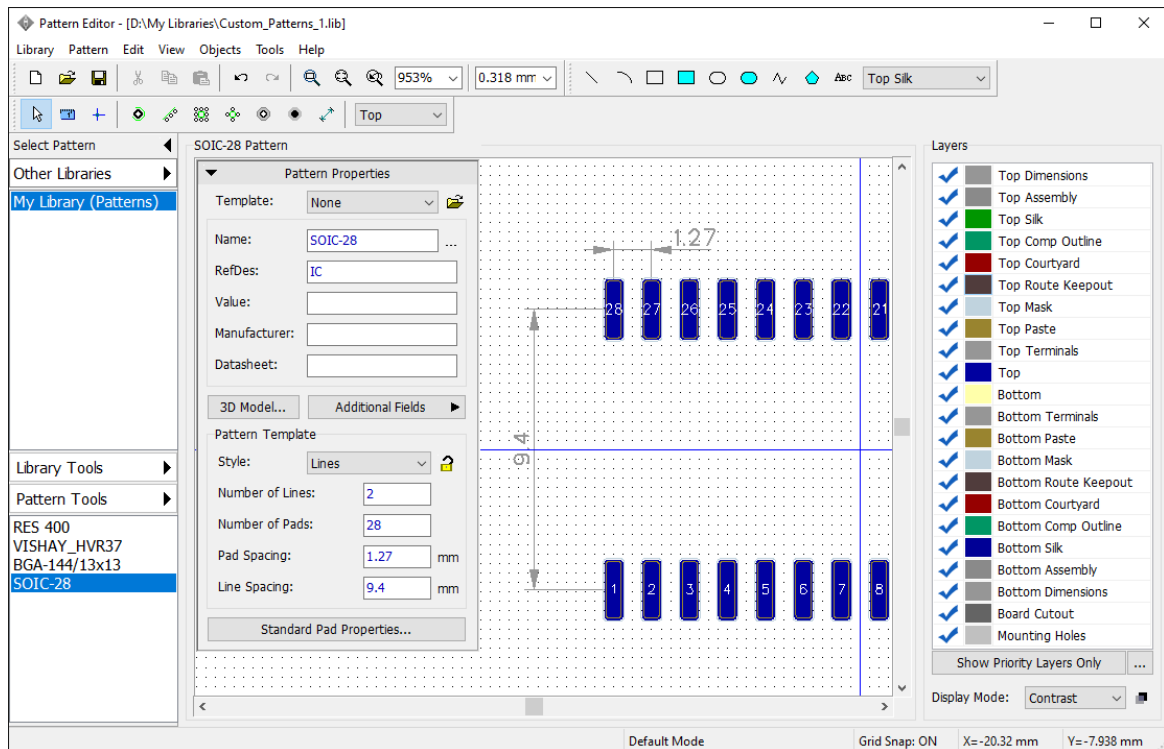 Pattern Editor - [D:\My Libraries\Custom_Patterns_1.lib]
Library Pattern Edit View Objects Tools Help
953% 0.318 mm ABC Top Silk
Top
Select Pattern
Other Libraries
My Library (Patterns)
Library Tools
Pattern Tools
RES 400
VISHAY_HVR37
BGA-144/13x13
SOIC-28
SOIC-28 Pattern
Pattern Properties
Template: None
Name: SOIC-28 ...
RefDes: IC
Value:
Manufacturer:
Datasheet:
3D Model... Additional Fields
Pattern Template
Style: Lines
Number of Lines: 2
Number of Pads: 28
Pad Spacing: 1.27 mm
Line Spacing: 9.4 mm
Standard Pad Properties...
1.27
28 27 26 25 24 23 22 21
9.4
1 2 3 4 5 6 7 8
Layers
Top Dimensions
Top Assembly
Top Silk
Top Comp Outline
Top Courtyard
Top Route Keepout
Top Mask
Top Paste
Top Terminals
Top
Bottom
Bottom Terminals
Bottom Paste
Bottom Mask
Bottom Route Keepout
Bottom Courtyard
Bottom Comp Outline
Bottom Silk
Bottom Assembly
Bottom Dimensions
Board Cutout
Mounting Holes
Show Priority Layers Only ...
Display Mode: Contrast
Default Mode Grid Snap: ON X=-20.32 mm Y=-7.938 mm